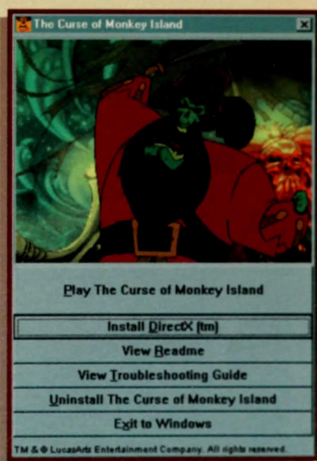 The Curse of Monkey Island
Play The Curse of Monkey Island
Install DirectX (tm)
View Readme
View Troubleshooting Guide
Uninstall The Curse of Monkey Island
Exit to Windows
TM & © LucasArts Entertainment Company. All rights reserved.